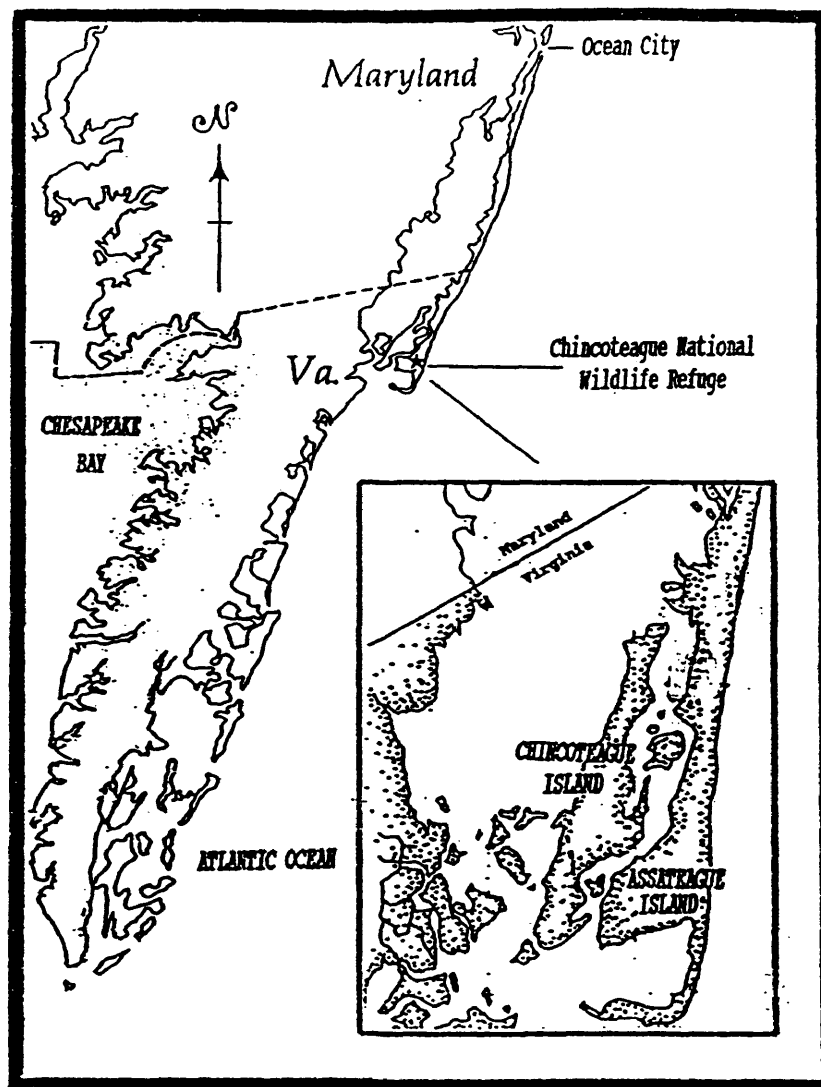 Ocean City
Maryland
N
Chincoteague National
Wildlife Refuge
Va.
CHESAPEAKE
BAY
Maryland
Virginia
CHINCOTEAGUE
ISLAND
ASSATEAGUE
ISLAND
ATLANTIC OCEAN